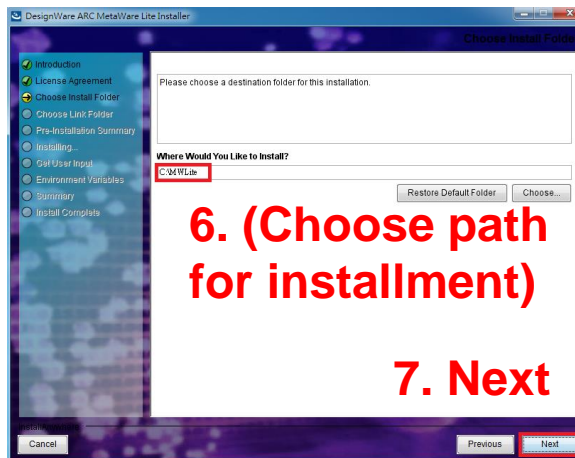 DesignWare ARC MetaWare Lite Installer
Choose Install Folder
Introduction
License Agreement
Choose Install Folder
Choose Link Folder
Pre-Installation Summary
Installing...
Get User Input
Environment Variables
Summary
Install Complete
Please choose a destination folder for this installation.
Where Would You Like to Install?
C:\MWLite
Restore Default Folder
Choose...
6. (Choose path
for installment)
7. Next
Cancel
Previous
Next